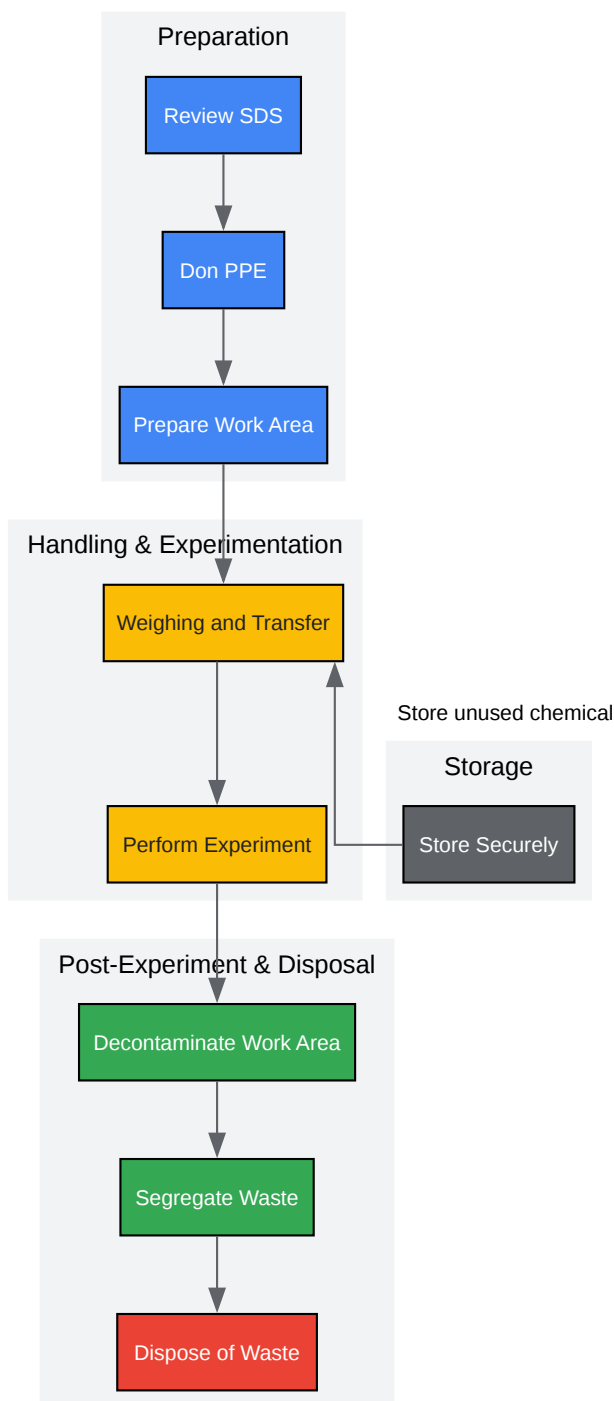 Preparation
Review SDS
Don PPE
Prepare Work Area
Handling & Experimentation
Weighing and Transfer
Store unused chemical
Storage
Perform Experiment
Store Securely
Post-Experiment & Disposal
Decontaminate Work Area
Segregate Waste
Dispose of Waste